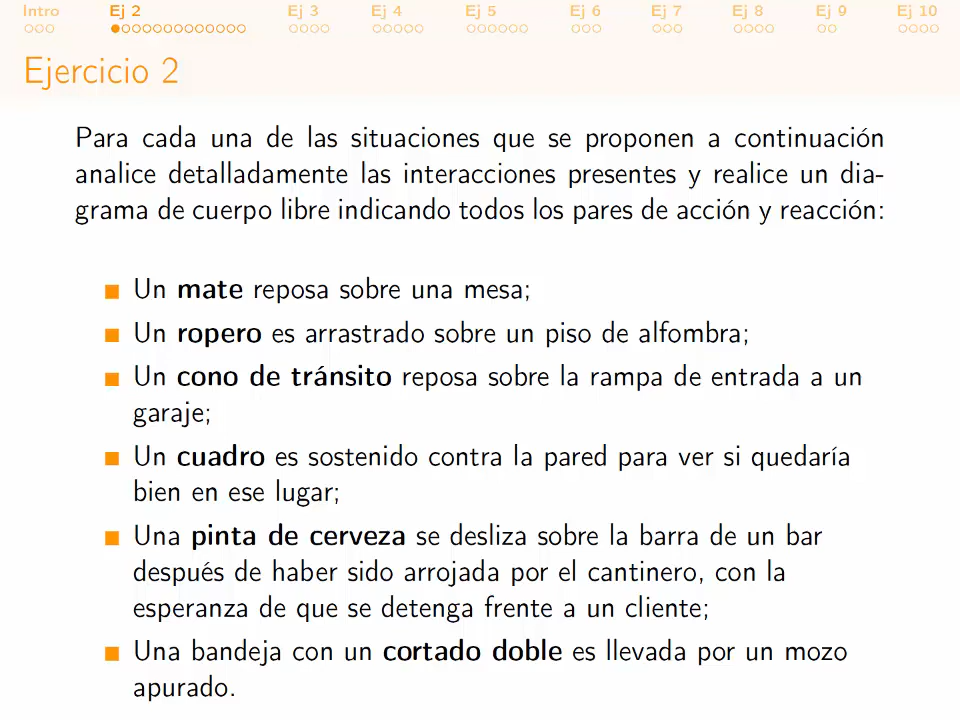 Intro Ej 2 Ej 3 Ej 4 Ej 5 Ej 6 Ej 7 Ej 8 Ej 9 Ej 10
Ejercicio 2
Para cada una de las situaciones que se proponen a continuación
analice detalladamente las interacciones presentes y realice un dia-
grama de cuerpo libre indicando todos los pares de acción y reacción:
Un mate reposa sobre una mesa;
Un ropero es arrastrado sobre un piso de alfombra;
Un cono de tránsito reposa sobre la rampa de entrada a un
garaje;
Un cuadro es sostenido contra la pared para ver si quedaría
bien en ese lugar;
Una pinta de cerveza se desliza sobre la barra de un bar
después de haber sido arrojada por el cantinero, con la
esperanza de que se detenga frente a un cliente;
Una bandeja con un cortado doble es llevada por un mozo
apurado.